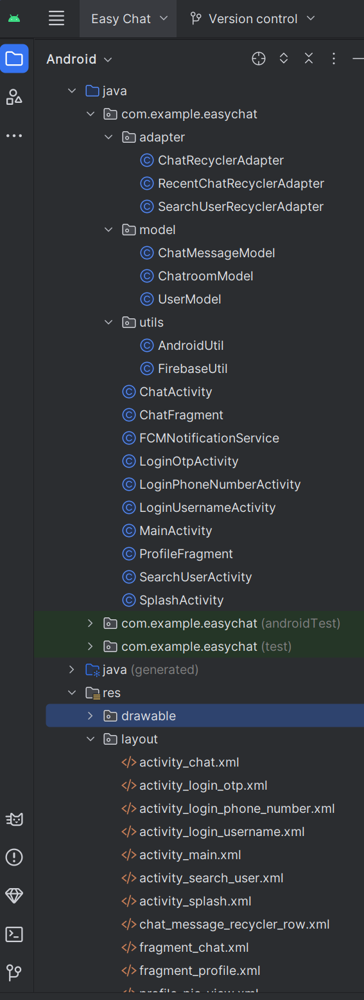 Easy Chat Version control
Android
java
com.example.easychat
adapter
ChatRecyclerAdapter
RecentChatRecyclerAdapter
SearchUserRecyclerAdapter
model
ChatMessageModel
ChatroomModel
UserModel
utils
AndroidUtil
FirebaseUtil
ChatActivity
ChatFragment
FCMNotificationService
LoginOtpActivity
LoginPhoneNumberActivity
LoginUsernameActivity
MainActivity
ProfileFragment
SearchUserActivity
SplashActivity
com.example.easychat (androidTest)
com.example.easychat (test)
java (generated)
res
drawable
layout
activity_chat.xml
activity_login_otp.xml
activity_login_phone_number.xml
activity_login_username.xml
activity_main.xml
activity_search_user.xml
activity_splash.xml
chat_message_recycler_row.xml
fragment_chat.xml
fragment_profile.xml